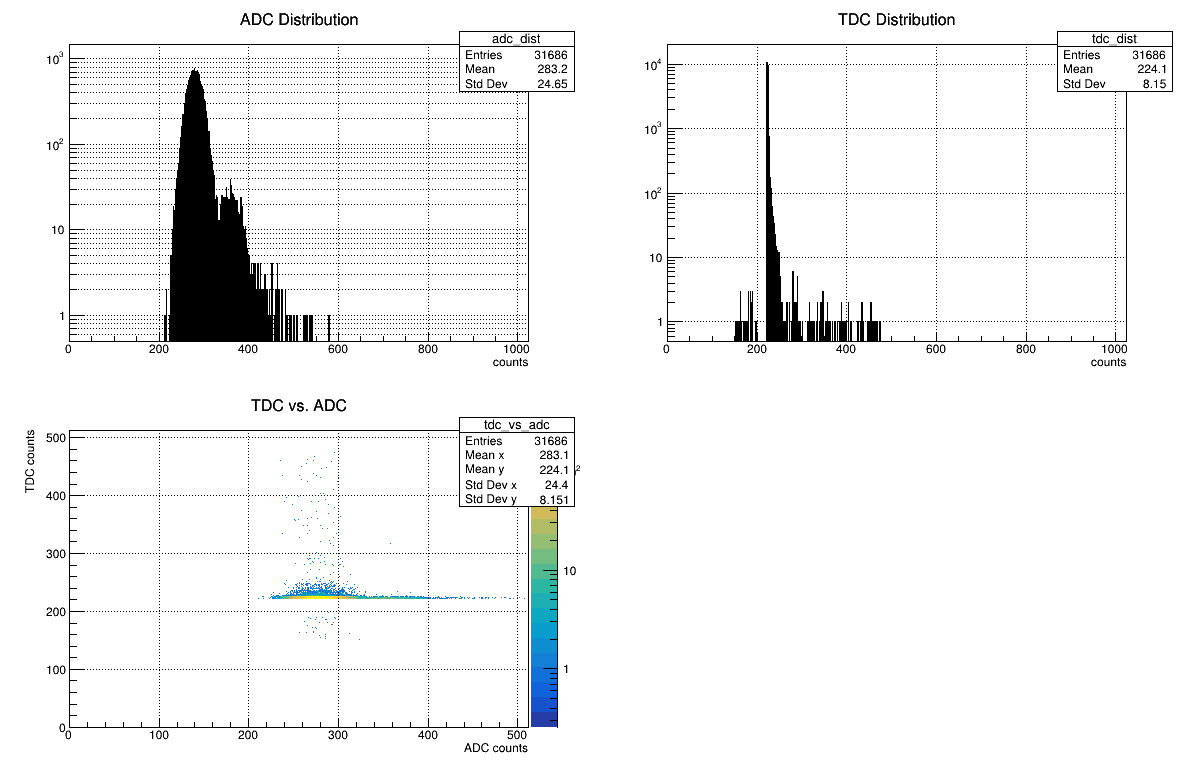 ADC Distribution
adc_dist
Entries 31686
Mean 283.2
Std Dev 24.65
10³
10²
10
1
0 200 400 600 800 1000
counts
TDC Distribution
tdc_dist
Entries 31686
Mean 224.1
Std Dev 8.15
10⁴
10³
10²
10
1
0 200 400 600 800 1000
counts
TDC vs. ADC
tdc_vs_adc
Entries 31686
Mean x 283.1
Mean y 224.1
Std Dev x 24.4
Std Dev y 8.151
TDC counts
500
400
300
200
100
0
0 100 200 300 400 500
ADC counts
10
1